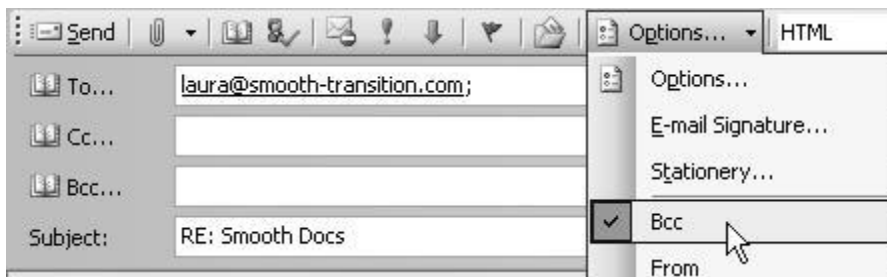 Send Options... HTML
To... laura@smooth-transition.com;
Cc...
Bcc...
Subject: RE: Smooth Docs
Options...
E-mail Signature...
Stationery...
Bcc
From